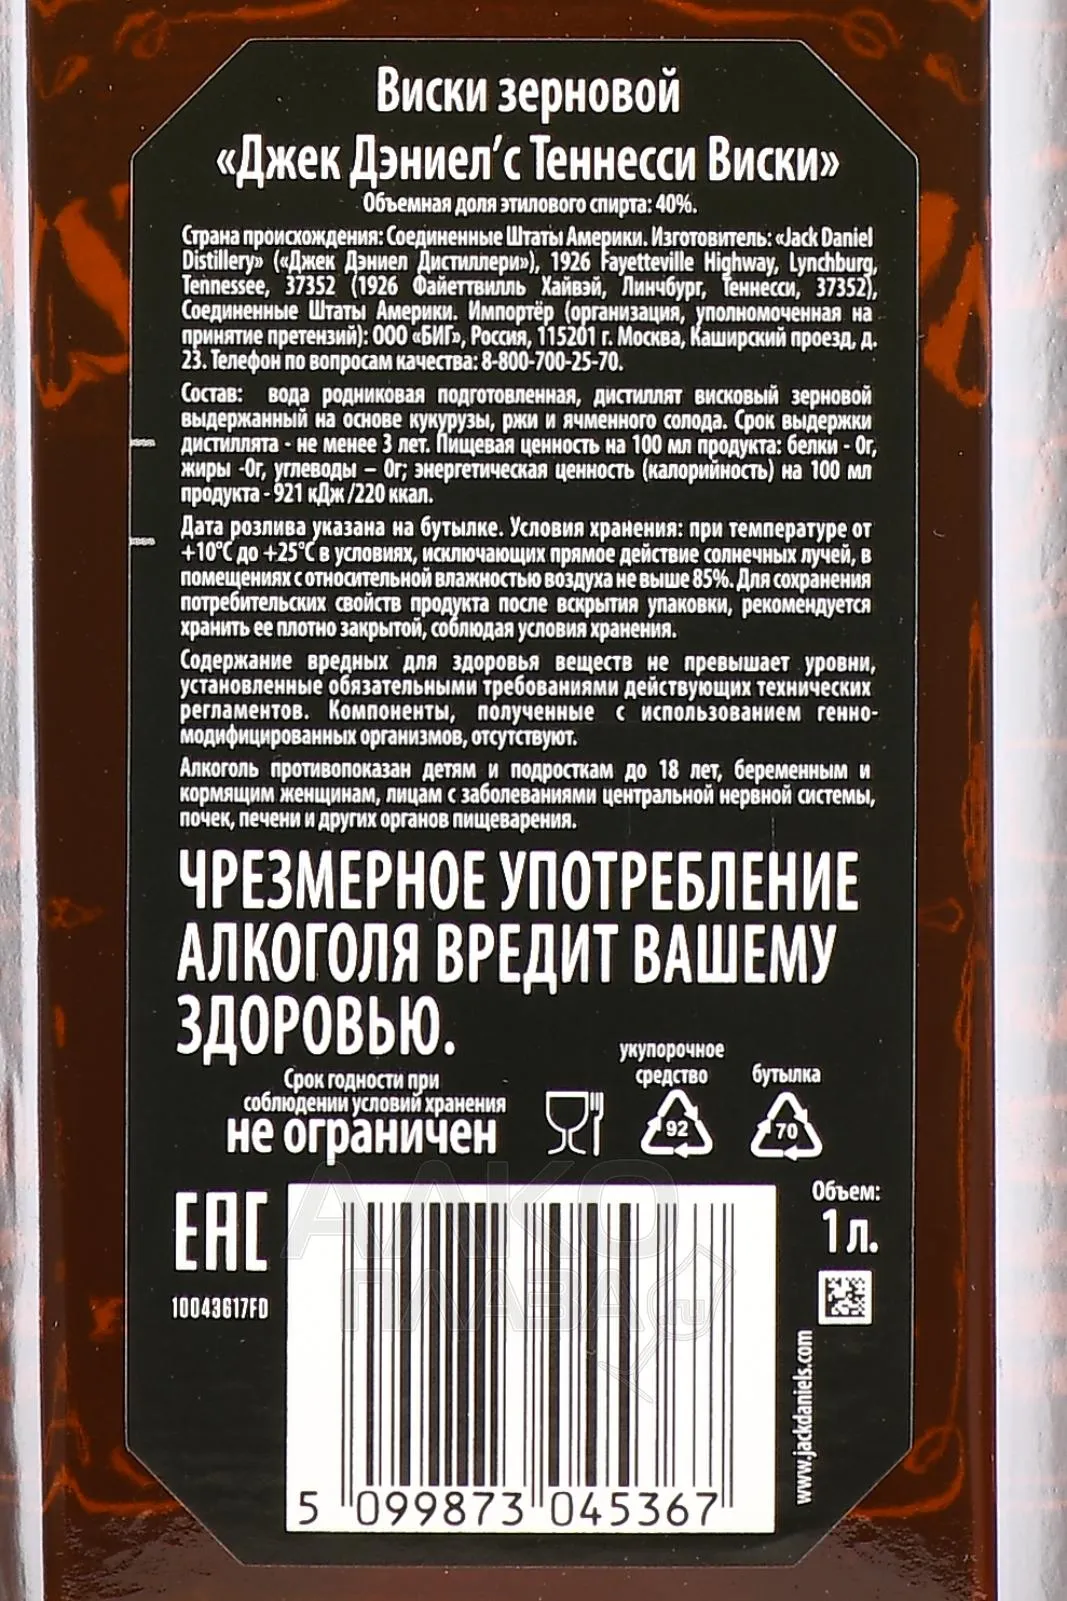 Виски зерновой
«Джек Дэниел’с Теннесси Виски»
Объемная доля этилового спирта: 40%.
Страна происхождения: Соединенные Штаты Америки. Изготовитель: «Jack Daniel
Distillery» («Джек Дэниел Дистиллери»), 1926 Fayetteville Highway, Lynchburg,
Tennessee, 37352 (1926 Файеттвилль Хайвэй, Линчбург, Теннесси, 37352),
Соединенные Штаты Америки. Импортёр (организация, уполномоченная на
принятие претензий): ООО «БИГ», Россия, 115201 г. Москва, Каширский проезд, д.
23. Телефон по вопросам качества: 8-800-700-25-70.
Состав: вода родниковая подготовленная, дистиллят висковый зерновой
выдержанный на основе кукурузы, ржи и ячменного солода. Срок выдержки
дистиллята - не менее 3 лет. Пищевая ценность на 100 мл продукта: белки - 0г,
жиры -0г, углеводы – 0г; энергетическая ценность (калорийность) на 100 мл
продукта - 921 кДж /220 ккал.
Дата розлива указана на бутылке. Условия хранения: при температуре от
+10°C до +25°C в условиях, исключающих прямое действие солнечных лучей, в
помещениях с относительной влажностью воздуха не выше 85%. Для сохранения
потребительских свойств продукта после вскрытия упаковки, рекомендуется
хранить ее плотно закрытой, соблюдая условия хранения.
Содержание вредных для здоровья веществ не превышает уровни,
установленные обязательными требованиями действующих технических
регламентов. Компоненты, полученные с использованием генно-
модифицированных организмов, отсутствуют.
Алкоголь противопоказан детям и подросткам до 18 лет, беременным и
кормящим женщинам, лицам с заболеваниями центральной нервной системы,
почек, печени и других органов пищеварения.
ЧРЕЗМЕРНОЕ УПОТРЕБЛЕНИЕ
АЛКОГОЛЯ ВРЕДИТ ВАШЕМУ
ЗДОРОВЬЮ.
Срок годности при
соблюдении условий хранения
не ограничен
укупорочное
средство
92
бутылка
70
EAC
10043617FD
Объем:
1 л.
www.jackdaniels.com
5 099873 045367
АЛКО
ПЛАЗА
ru